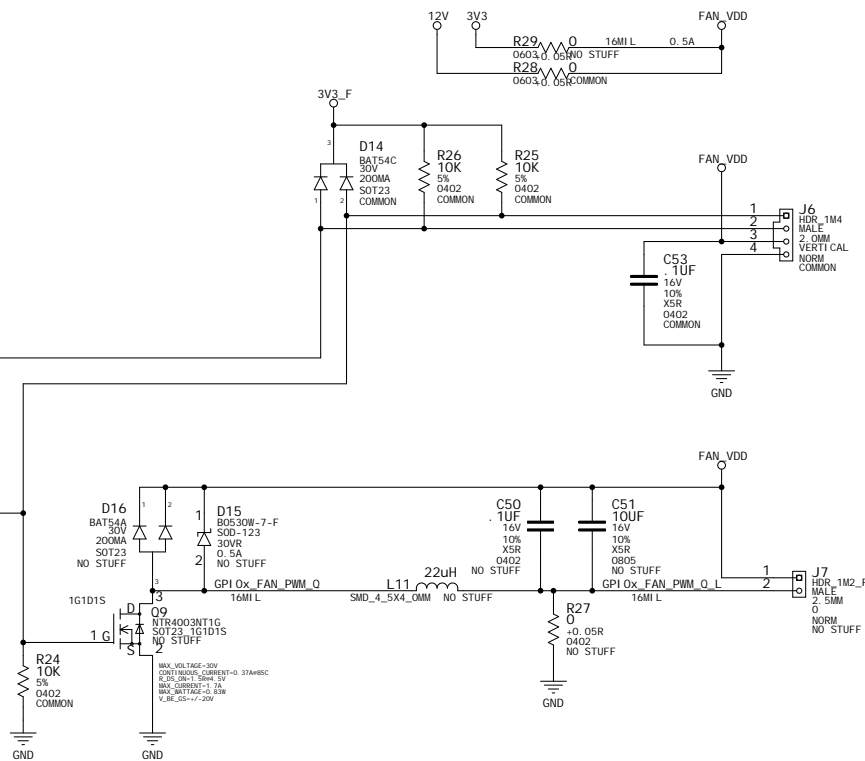 12V
3V3
FAN_VDD
R29
0
16MIL
0.5A
0603
+0.05R
NO STUFF
R28
0
0603
+0.05R
COMMON
3V3_F
3
D14
BAT54C
30V
200MA
SOT23
COMMON
1
2
R26
10K
5%
0402
COMMON
R25
10K
5%
0402
COMMON
FAN_VDD
1
2
3
4
J6
HDR_1M4
MALE
2.0MM
VERTICAL
NORM
COMMON
C53
.1UF
16V
10%
X5R
0402
COMMON
GND
FAN_VDD
D16
BAT54A
30V
200MA
SOT23
NO STUFF
1
2
3
1
D15
B0530W-7-F
SOD-123
30VR
0.5A
NO STUFF
2
C50
.1UF
16V
10%
X5R
0402
NO STUFF
C51
10UF
16V
10%
X5R
0805
NO STUFF
GPIOx_FAN_PWM_Q
16MIL
L11
22uH
SMD_4_5X4_0MM
NO STUFF
GPIOx_FAN_PWM_Q_L
16MIL
1
2
J7
HDR_1M2_F
MALE
2.5MM
0
NORM
NO STUFF
1G1D1S
D
3
Q9
NTR4003NT1G
SOT23_1G1D1S
NO STUFF
1
G
S
2
MAX_VOLTAGE=30V
CONTINUOUS_CURRENT=0.37A@85C
R_DS_ON=1.5R@4.5V
MAX_CURRENT=1.7A
MAX_WATTAGE=0.83W
V_BE_GS=+/-20V
R27
0
+0.05R
0402
NO STUFF
GND
R24
10K
5%
0402
COMMON
GND
GND